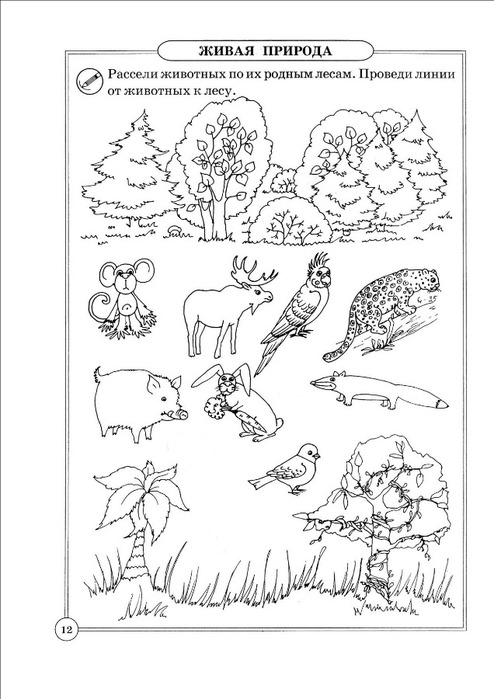 ЖИВАЯ ПРИРОДА
Рассели животных по их родным лесам. Проведи линии
от животных к лесу.
12